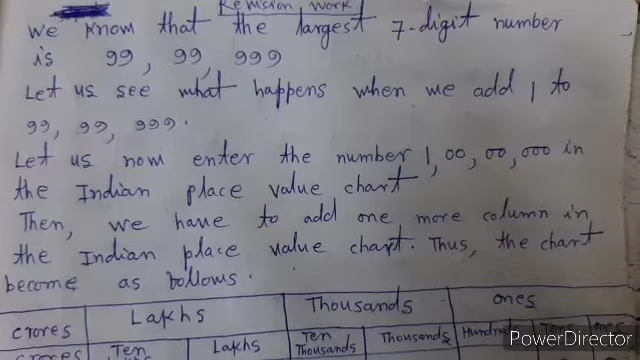 Revision Work
We know that the largest 7-digit number
is 99, 99, 999
Let us see what happens when we add 1 to
99, 99, 999.
Let us now enter the number 1, 00, 00, 000 in
the Indian place value chart
Then, we have to add one more column in
the Indian place value chart. Thus, the chart
become as follows.
Lakhs Thousands ones
crores Ten Lakhs Ten Thousands Thousands
PowerDirector